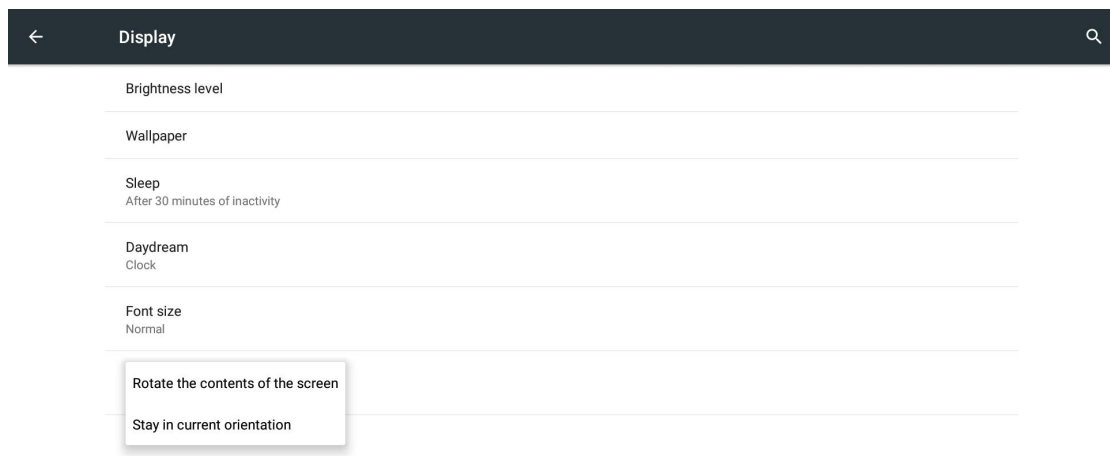 Display
Brightness level
Wallpaper
Sleep
After 30 minutes of inactivity
Daydream
Clock
Font size
Normal
Rotate the contents of the screen
Stay in current orientation